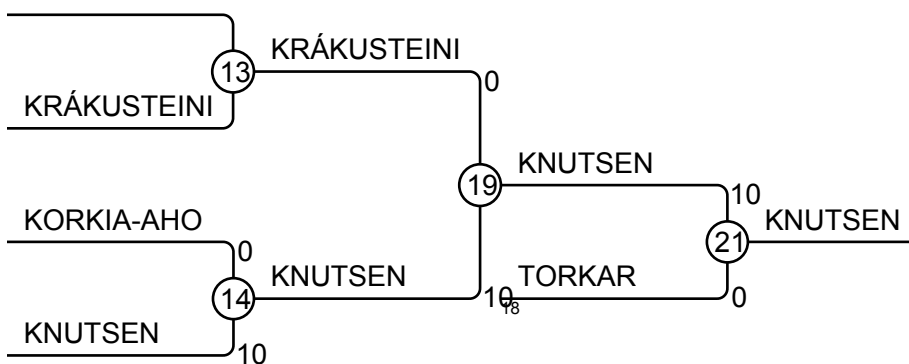 KRÁKUSTEINI
13
0
KRÁKUSTEINI
KNUTSEN
19
10
KORKIA-AHO
KNUTSEN
0
21
KNUTSEN
TORKAR
14
10
18
0
KNUTSEN
10